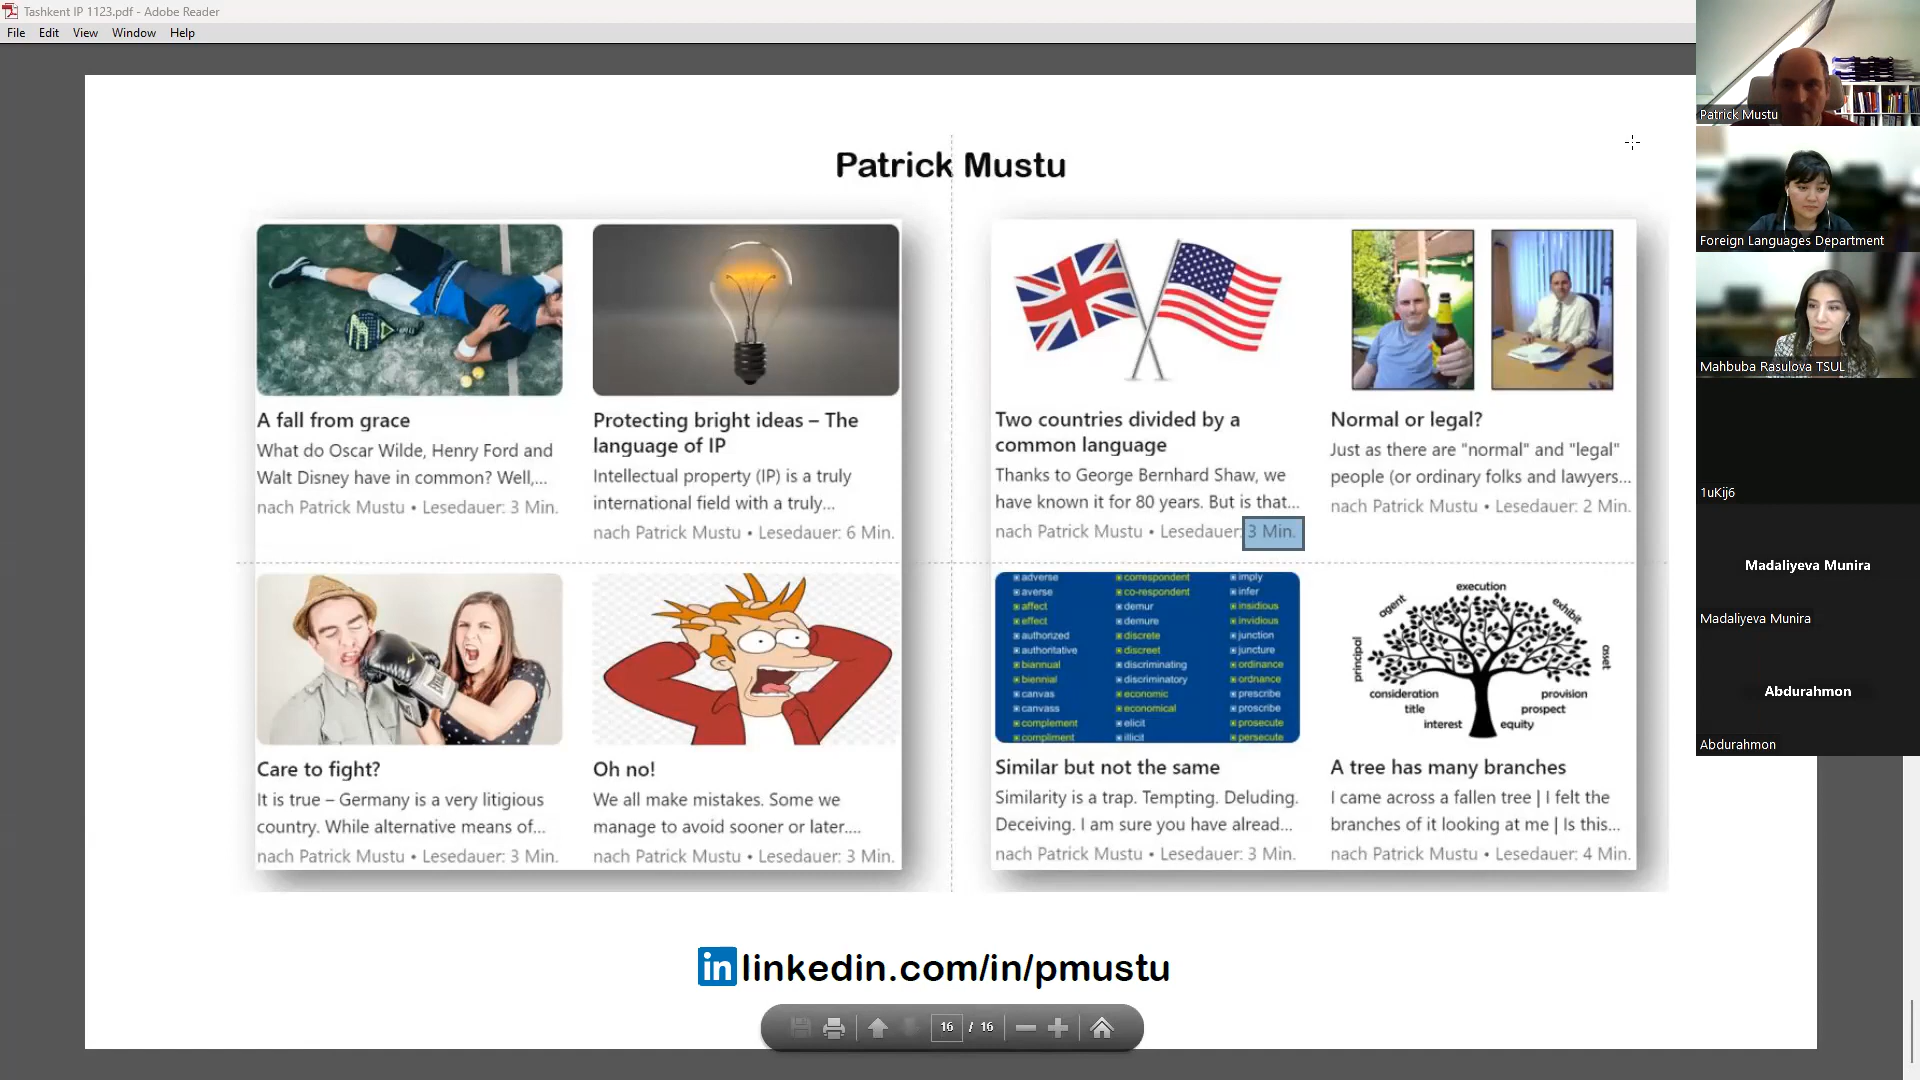 Tashkent IP 1123.pdf - Adobe Reader
File Edit View Window Help
Patrick Mustu
A fall from grace
What do Oscar Wilde, Henry Ford and
Walt Disney have in common? Well,...
nach Patrick Mustu • Lesedauer: 3 Min.
Protecting bright ideas – The
language of IP
Intellectual property (IP) is a truly
international field with a truly...
nach Patrick Mustu • Lesedauer: 6 Min.
Two countries divided by a
common language
Thanks to George Bernhard Shaw, we
have known it for 80 years. But is that...
nach Patrick Mustu • Lesedauer: 3 Min.
Normal or legal?
Just as there are "normal" and "legal"
people (or ordinary folks and lawyers...
nach Patrick Mustu • Lesedauer: 2 Min.
Care to fight?
It is true – Germany is a very litigious
country. While alternative means of...
nach Patrick Mustu • Lesedauer: 3 Min.
Oh no!
We all make mistakes. Some we
manage to avoid sooner or later....
nach Patrick Mustu • Lesedauer: 3 Min.
adverse
averse
affect
effect
authorized
authoritative
biannual
biennial
canvas
canvass
complement
compliment
correspondent
co-respondent
demur
demure
discrete
discreet
discriminating
discriminatory
economic
economical
elicit
illicit
imply
infer
insidious
invidious
junction
juncture
ordinance
ordnance
prescribe
proscribe
prosecute
persecute
Similar but not the same
Similarity is a trap. Tempting. Deluding.
Deceiving. I am sure you have alread...
nach Patrick Mustu • Lesedauer: 3 Min.
execution
agent
exhibit
principal
asset
consideration
provision
title
prospect
interest
equity
A tree has many branches
I came across a fallen tree | I felt the
branches of it looking at me | Is this...
nach Patrick Mustu • Lesedauer: 4 Min.
in linkedin.com/in/pmustu
16 / 16
Patrick Mustu
Foreign Languages Department
Mahbuba Rasulova TSUL
1uKij6
Madaliyeva Munira
Madaliyeva Munira
Abdurahmon
Abdurahmon